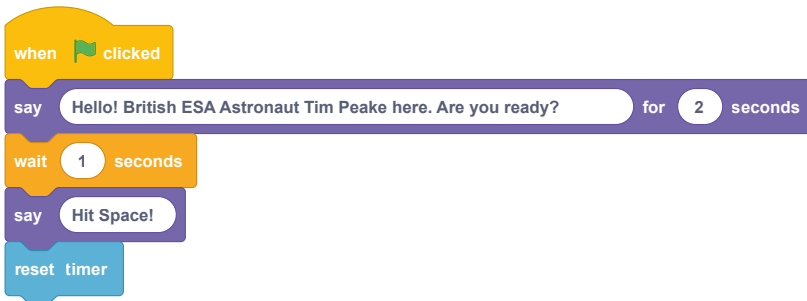 when clicked
say Hello! British ESA Astronaut Tim Peake here. Are you ready? for 2 seconds
wait 1 seconds
say Hit Space!
reset timer